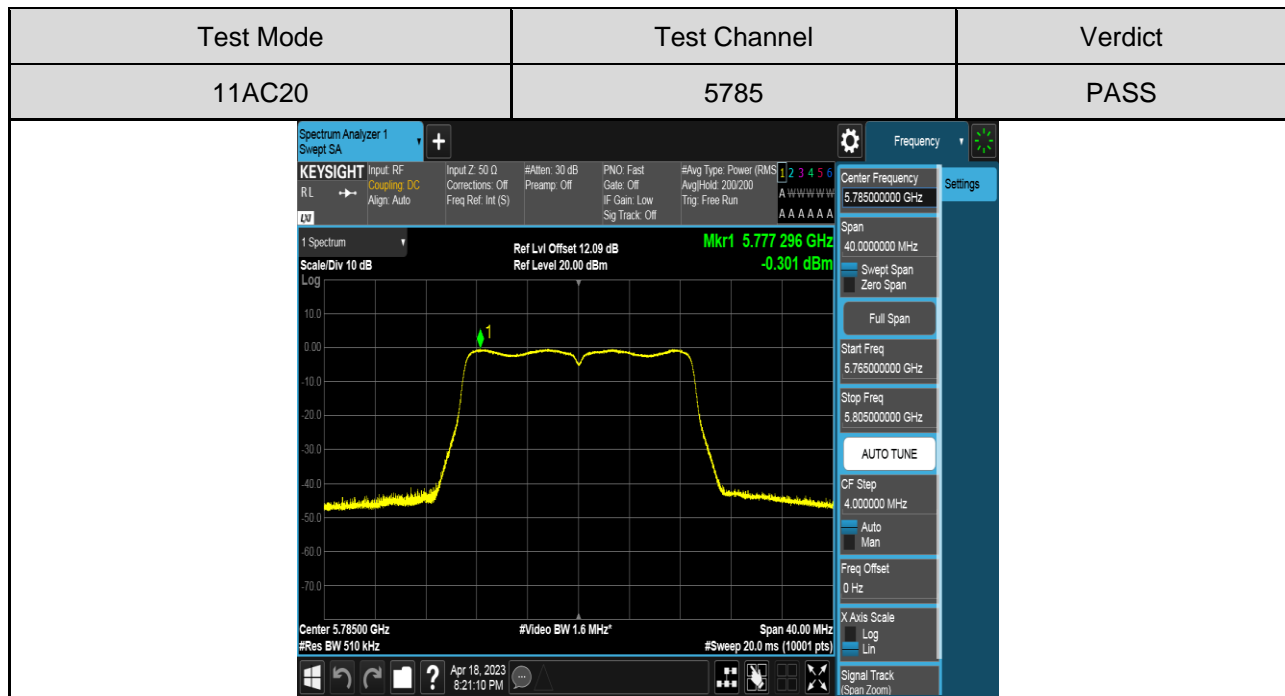 Test Mode Test Channel Verdict
11AC20 5785 PASS
Spectrum Analyzer 1
Swept SA
+
Frequency
KEYSIGHT Input: RF Input Z: 50 Ω #Atten: 30 dB PNO: Fast #Avg Type: Power (RMS 1 2 3 4 5 6
RL Coupling: DC Corrections: Off Preamp: Off Gate: Off Avg|Hold: 200/200 A W W W W W
Align: Auto Freq Ref: Int (S) IF Gain: Low Trig: Free Run
LXI Sig Track: Off A A A A A A
1 Spectrum Ref Lvl Offset 12.09 dB Mkr1 5.777 296 GHz
Scale/Div 10 dB Ref Level 20.00 dBm -0.301 dBm
Log
10.0
1
0.00
-10.0
-20.0
-30.0
-40.0
-50.0
-60.0
-70.0
Center 5.78500 GHz #Video BW 1.6 MHz* Span 40.00 MHz
#Res BW 510 kHz #Sweep 20.0 ms (10001 pts)
? Apr 18, 2023
8:21:10 PM
Center Frequency
5.785000000 GHz
Settings
Span
40.0000000 MHz
Swept Span
Zero Span
Full Span
Start Freq
5.765000000 GHz
Stop Freq
5.805000000 GHz
AUTO TUNE
CF Step
4.000000 MHz
Auto
Man
Freq Offset
0 Hz
X Axis Scale
Log
Lin
Signal Track
(Span Zoom)